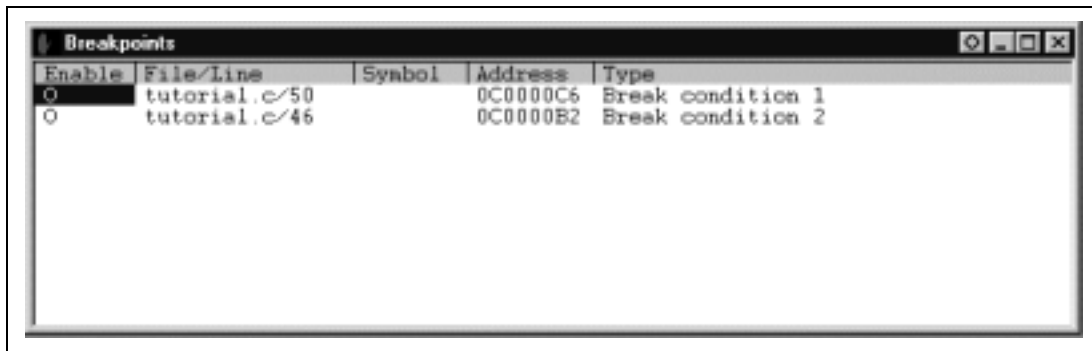 Breakpoints
Enable File/Line Symbol Address Type
O tutorial.c/50 0C0000C6 Break condition 1
O tutorial.c/46 0C0000B2 Break condition 2